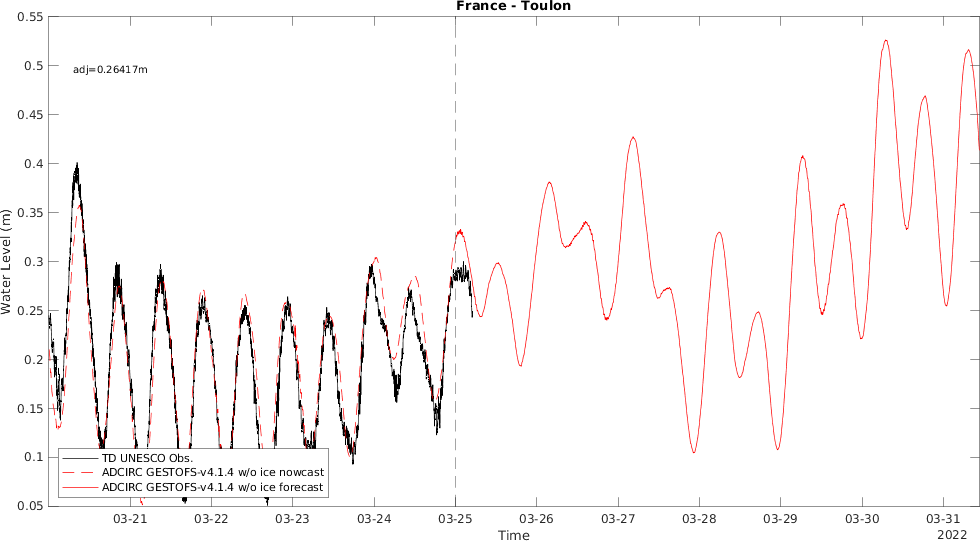 France - Toulon
adj=0.26417m
Water Level (m)
0.55
0.5
0.45
0.4
0.35
0.3
0.25
0.2
0.15
0.1
0.05
TD UNESCO Obs.
ADCIRC GESTOFS-v4.1.4 w/o ice nowcast
ADCIRC GESTOFS-v4.1.4 w/o ice forecast
03-21 03-22 03-23 03-24 03-25 03-26 03-27 03-28 03-29 03-30 03-31
Time
2022